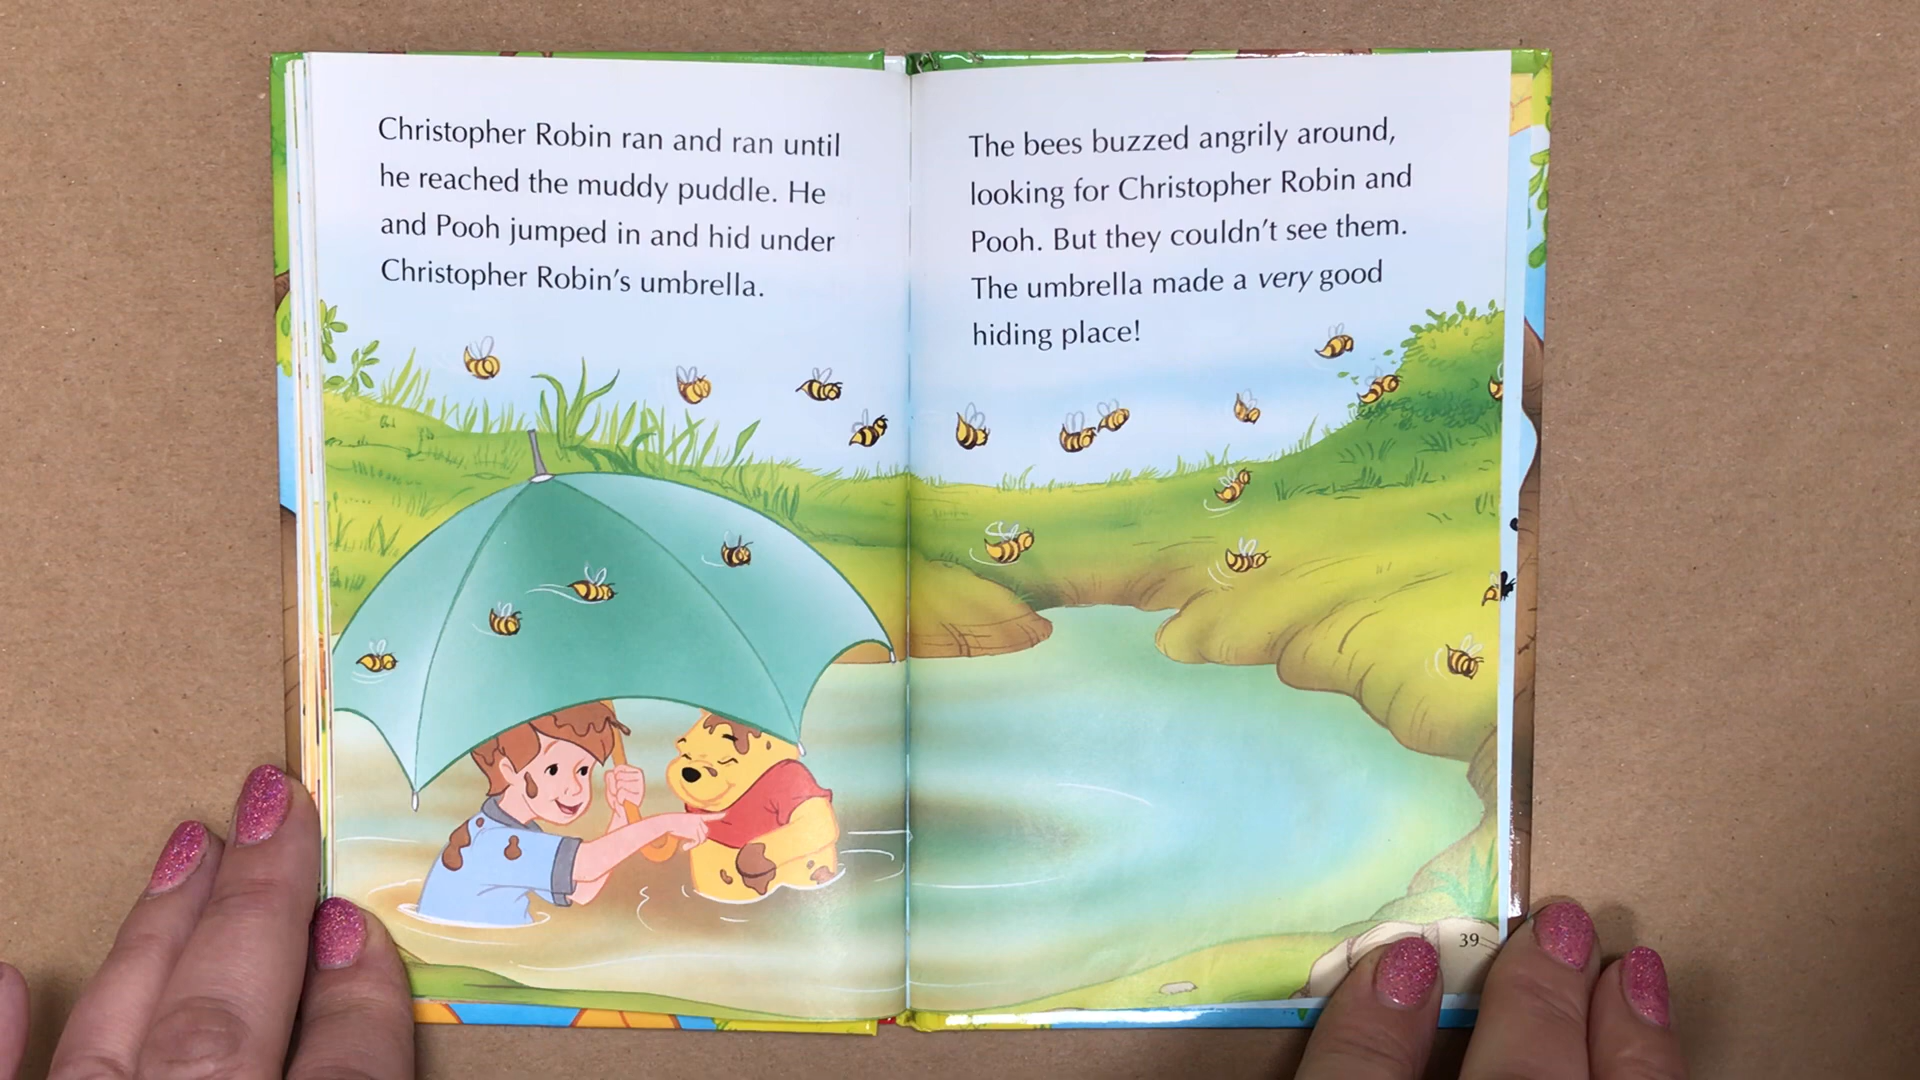 Christopher Robin ran and ran until
he reached the muddy puddle. He
and Pooh jumped in and hid under
Christopher Robin's umbrella.
The bees buzzed angrily around,
looking for Christopher Robin and
Pooh. But they couldn't see them.
The umbrella made a very good
hiding place!
39